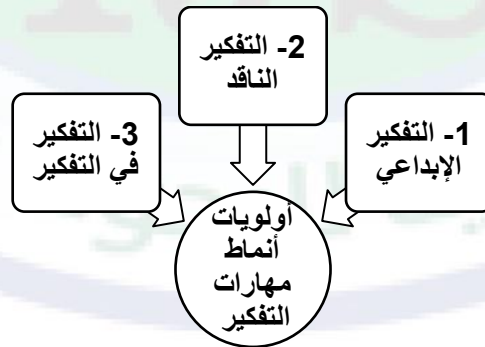 1- التفكير
الإبداعي
2- التفكير
الناقد
3- التفكير
في التفكير
أولويات
أنماط
مهارات
التفكير